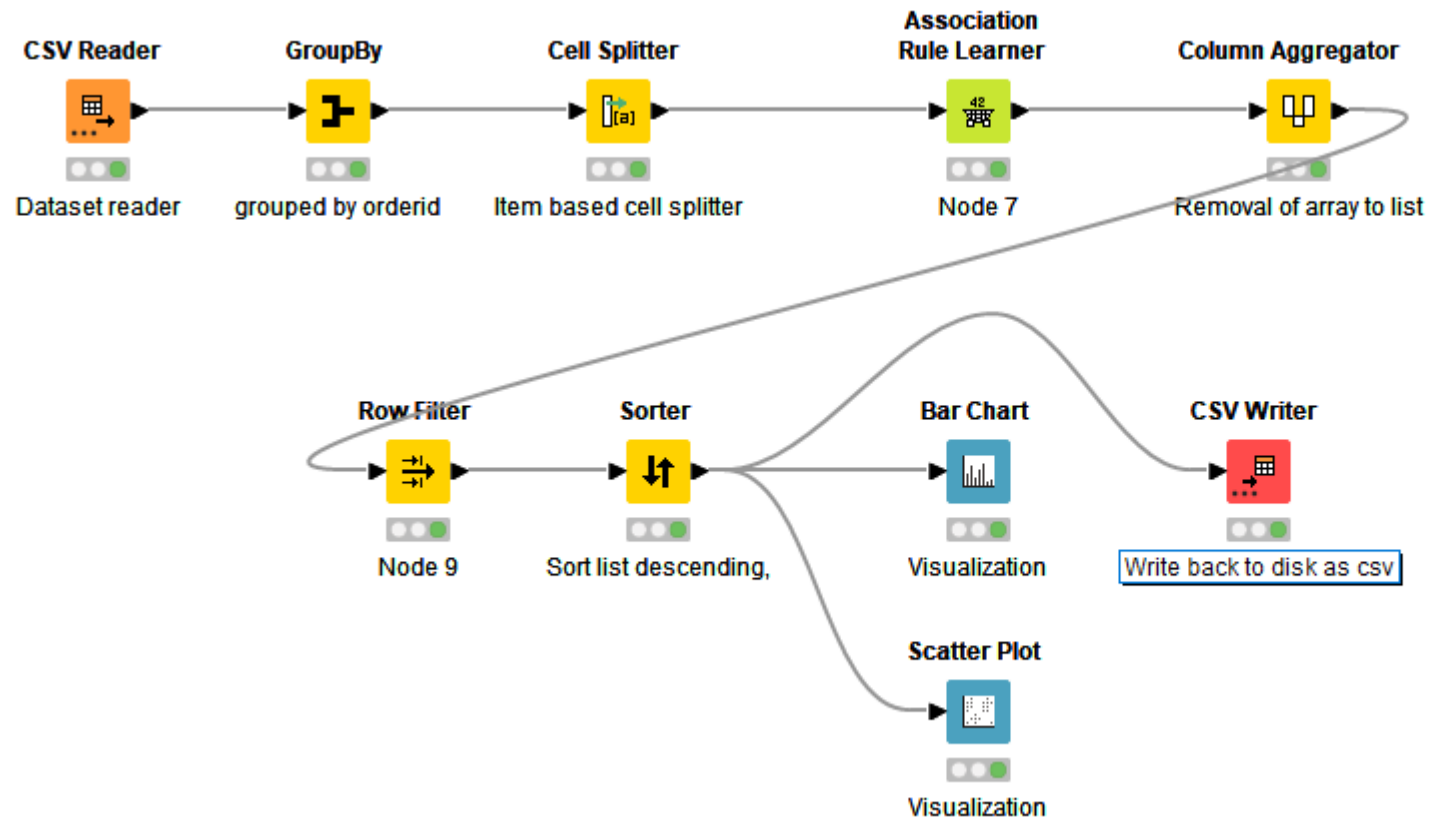 Association
CSV Reader GroupBy Cell Splitter Rule Learner Column Aggregator
[a] 42
Dataset reader grouped by orderid Item based cell splitter Node 7 Removal of array to list
Row Filter Sorter Bar Chart CSV Writer
Node 9 Sort list descending, Visualization Write back to disk as csv
Scatter Plot
Visualization